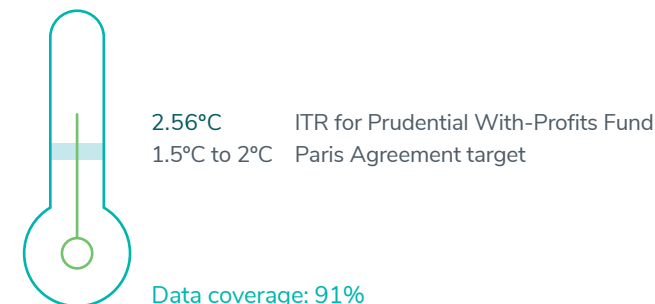 2.56°C ITR for Prudential With-Profits Fund
1.5°C to 2°C Paris Agreement target
Data coverage: 91%